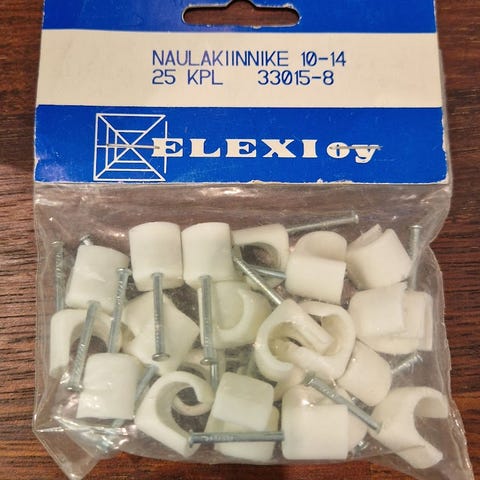 NAULAKIINNIKE 10-14
25 KPL 33015-8
ELEXI oy